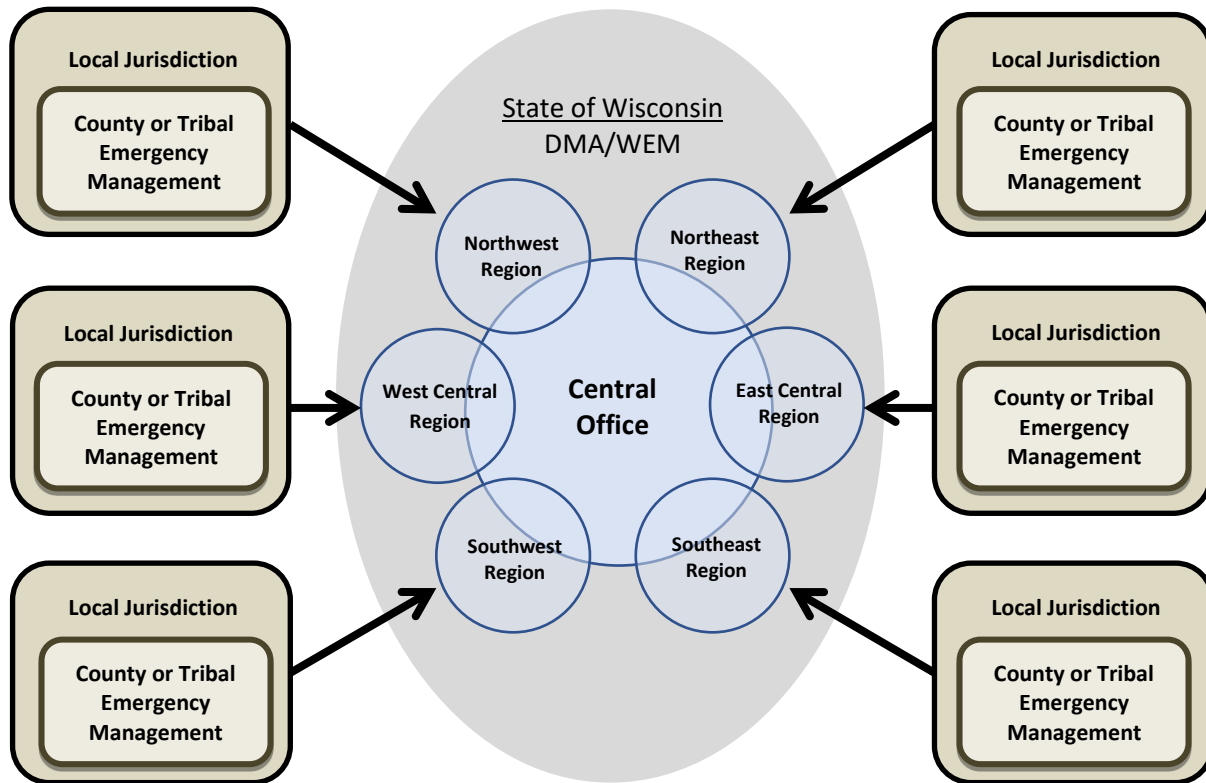 Local Jurisdiction
County or Tribal
Emergency
Management
State of Wisconsin
DMA/WEM
Local Jurisdiction
County or Tribal
Emergency
Management
Northwest
Region
Northeast
Region
Local Jurisdiction
County or Tribal
Emergency
Management
West Central
Region
Central
Office
East Central
Region
Local Jurisdiction
County or Tribal
Emergency
Management
Southwest
Region
Southeast
Region
Local Jurisdiction
County or Tribal
Emergency
Management
Local Jurisdiction
County or Tribal
Emergency
Management